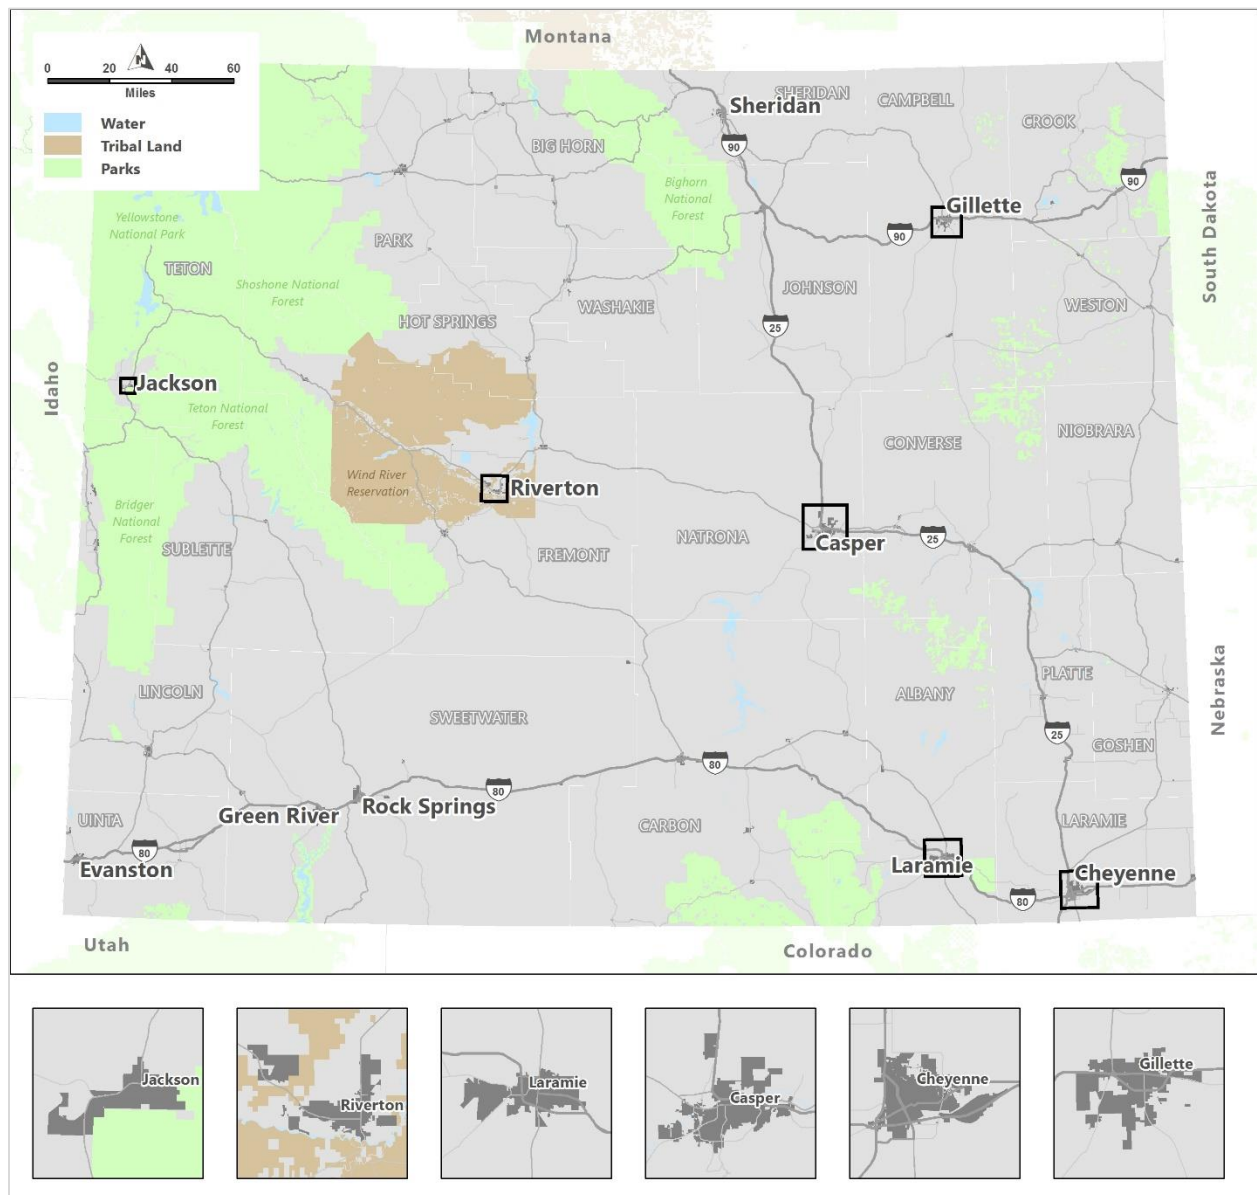 Montana
N
0 20 40 60
Miles
Water
Tribal Land
Parks
SHERIDAN
CAMPBELL
Sheridan
CROOK
BIG HORN
90
90
Bighorn
National
Forest
Gillette
Yellowstone
National Park
PARK
90
South Dakota
TETON
Shoshone National
Forest
JOHNSON
WASHAKIE
WESTON
HOT SPRINGS
25
Idaho
Jackson
Teton National
Forest
CONVERSE
NIOBRARA
Wind River
Reservation
Riverton
Bridger
National
Forest
SUBLETTE
FREMONT
NATRONA
Casper
25
PLATTE
Nebraska
LINCOLN
ALBANY
SWEETWATER
25
GOSHEN
80
80
Green River
Rock Springs
UINTA
CARBON
LARAMIE
80
Evanston
Laramie
Cheyenne
80
Utah
Colorado
Jackson
Riverton
Laramie
Casper
Cheyenne
Gillette